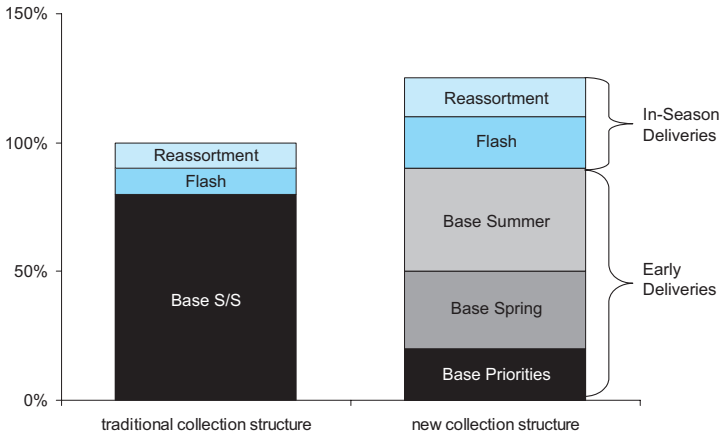 150%
100%
50%
0%
Reassortment
Flash
Base S/S
Reassortment
Flash
Base Summer
Base Spring
Base Priorities
In-Season
Deliveries
Early
Deliveries
traditional collection structure
new collection structure